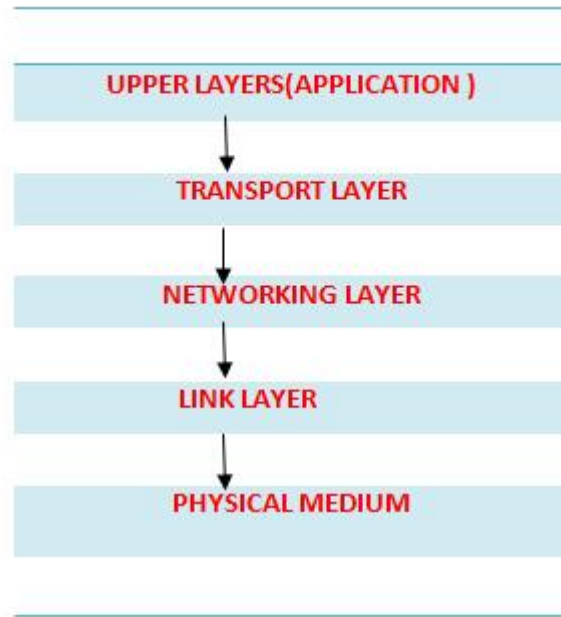 UPPER LAYERS(APPLICATION )
TRANSPORT LAYER
NETWORKING LAYER
LINK LAYER
PHYSICAL MEDIUM